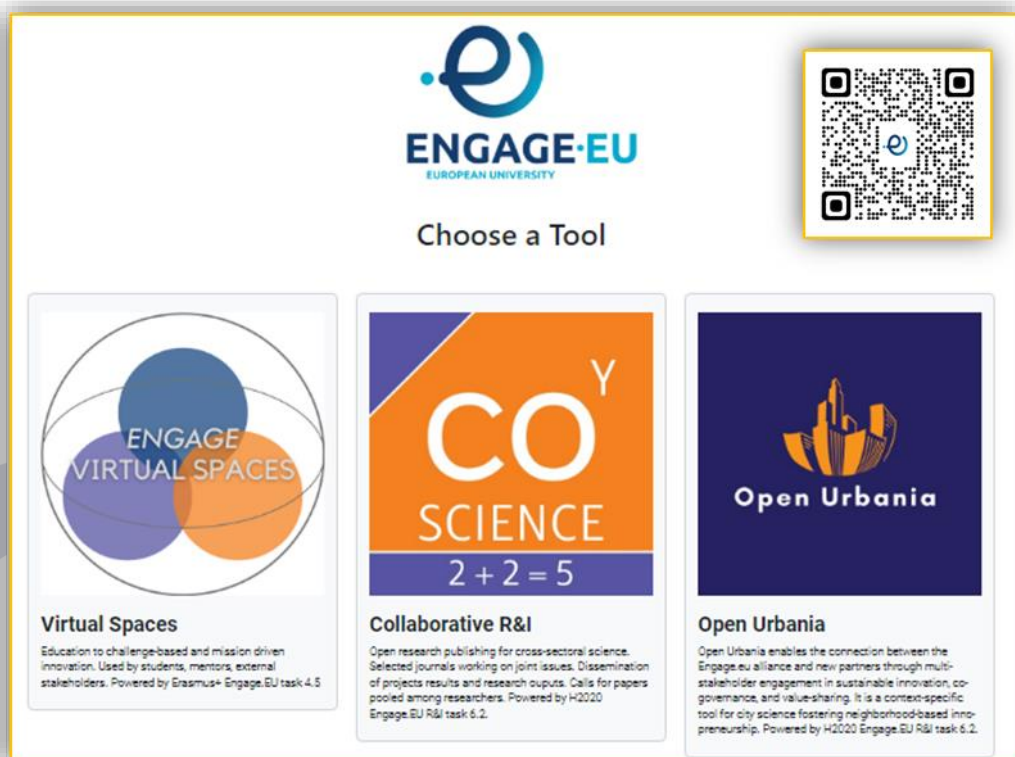 ENGAGE·EU
EUROPEAN UNIVERSITY
Choose a Tool
ENGAGE
VIRTUAL SPACES
Virtual Spaces
Education to challenge-based and mission driven
innovation. Used by students, mentors, external
stakeholders. Powered by Erasmus+ Engage.EU task 4.5
CO Y
SCIENCE
2 + 2 = 5
Collaborative R&I
Open research publishing for cross-sectoral science.
Selected journals working on joint issues. Dissemination
of projects results and research ouputs. Calls for papers
pooled among researchers. Powered by H2020
Engage.EU R&I task 6.2.
Open Urbania
Open Urbania
Open Urbania enables the connection between the
Engage.eu alliance and new partners through multi-
stakeholder engagement in sustainable innovation, co-
governance, and value-sharing. It is a context-specific
tool for city science fostering neighborhood-based inno-
preneurship. Powered by H2020 Engage.EU R&I task 6.2.